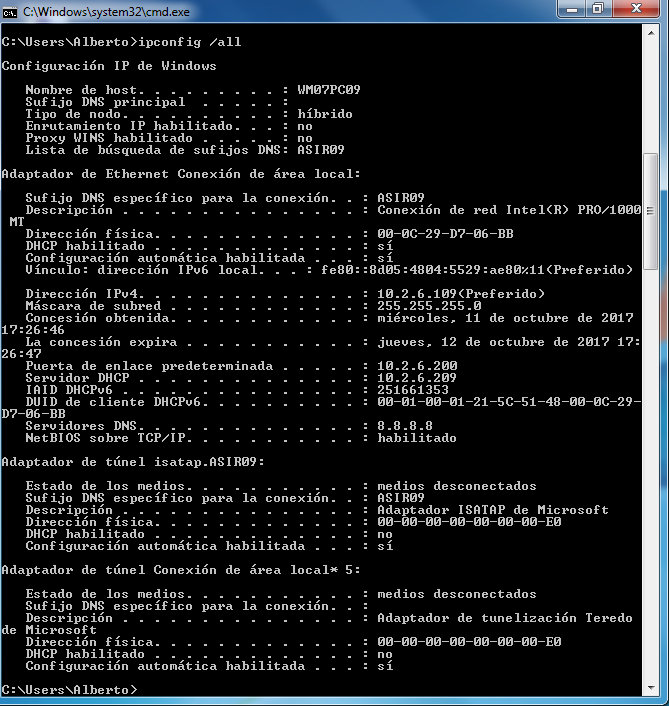 C:\Windows\system32\cmd.exe
C:\Users\Alberto>ipconfig /all
Configuración IP de Windows
Nombre de host. . . . . . . . . : WM07PC09
Sufijo DNS principal  . . . . . :
Tipo de nodo. . . . . . . . . . : híbrido
Enrutamiento IP habilitado. . . : no
Proxy WINS habilitado . . . . . : no
Lista de búsqueda de sufijos DNS: ASIR09
Adaptador de Ethernet Conexión de área local:
Sufijo DNS específico para la conexión. . : ASIR09
Descripción . . . . . . . . . . . . . . . : Conexión de red Intel(R) PRO/1000
MT
Dirección física. . . . . . . . . . . . . : 00-0C-29-D7-06-BB
DHCP habilitado . . . . . . . . . . . . . : sí
Configuración automática habilitada . . . : sí
Vínculo: dirección IPv6 local. . . : fe80::8d05:4804:5529:ae80%11(Preferido)
Dirección IPv4. . . . . . . . . . . . . . : 10.2.6.109(Preferido)
Máscara de subred . . . . . . . . . . . . : 255.255.255.0
Concesión obtenida. . . . . . . . . . . . : miércoles, 11 de octubre de 2017
17:26:46
La concesión expira . . . . . . . . . . . : jueves, 12 de octubre de 2017 17:
26:47
Puerta de enlace predeterminada . . . . . : 10.2.6.200
Servidor DHCP . . . . . . . . . . . . . . : 10.2.6.209
IAID DHCPv6 . . . . . . . . . . . . . . . : 251661353
DUID de cliente DHCPv6. . . . . . . . . . : 00-01-00-01-21-5C-51-48-00-0C-29-
D7-06-BB
Servidores DNS. . . . . . . . . . . . . . : 8.8.8.8
NetBIOS sobre TCP/IP. . . . . . . . . . . : habilitado
Adaptador de túnel isatap.ASIR09:
Estado de los medios. . . . . . . . . . . : medios desconectados
Sufijo DNS específico para la conexión. . : ASIR09
Descripción . . . . . . . . . . . . . . . : Adaptador ISATAP de Microsoft
Dirección física. . . . . . . . . . . . . : 00-00-00-00-00-00-00-E0
DHCP habilitado . . . . . . . . . . . . . : no
Configuración automática habilitada . . . : sí
Adaptador de túnel Conexión de área local* 5:
Estado de los medios. . . . . . . . . . . : medios desconectados
Sufijo DNS específico para la conexión. . :
Descripción . . . . . . . . . . . . . . . : Adaptador de tunelización Teredo
de Microsoft
Dirección física. . . . . . . . . . . . . : 00-00-00-00-00-00-00-E0
DHCP habilitado . . . . . . . . . . . . . : no
Configuración automática habilitada . . . : sí
C:\Users\Alberto>